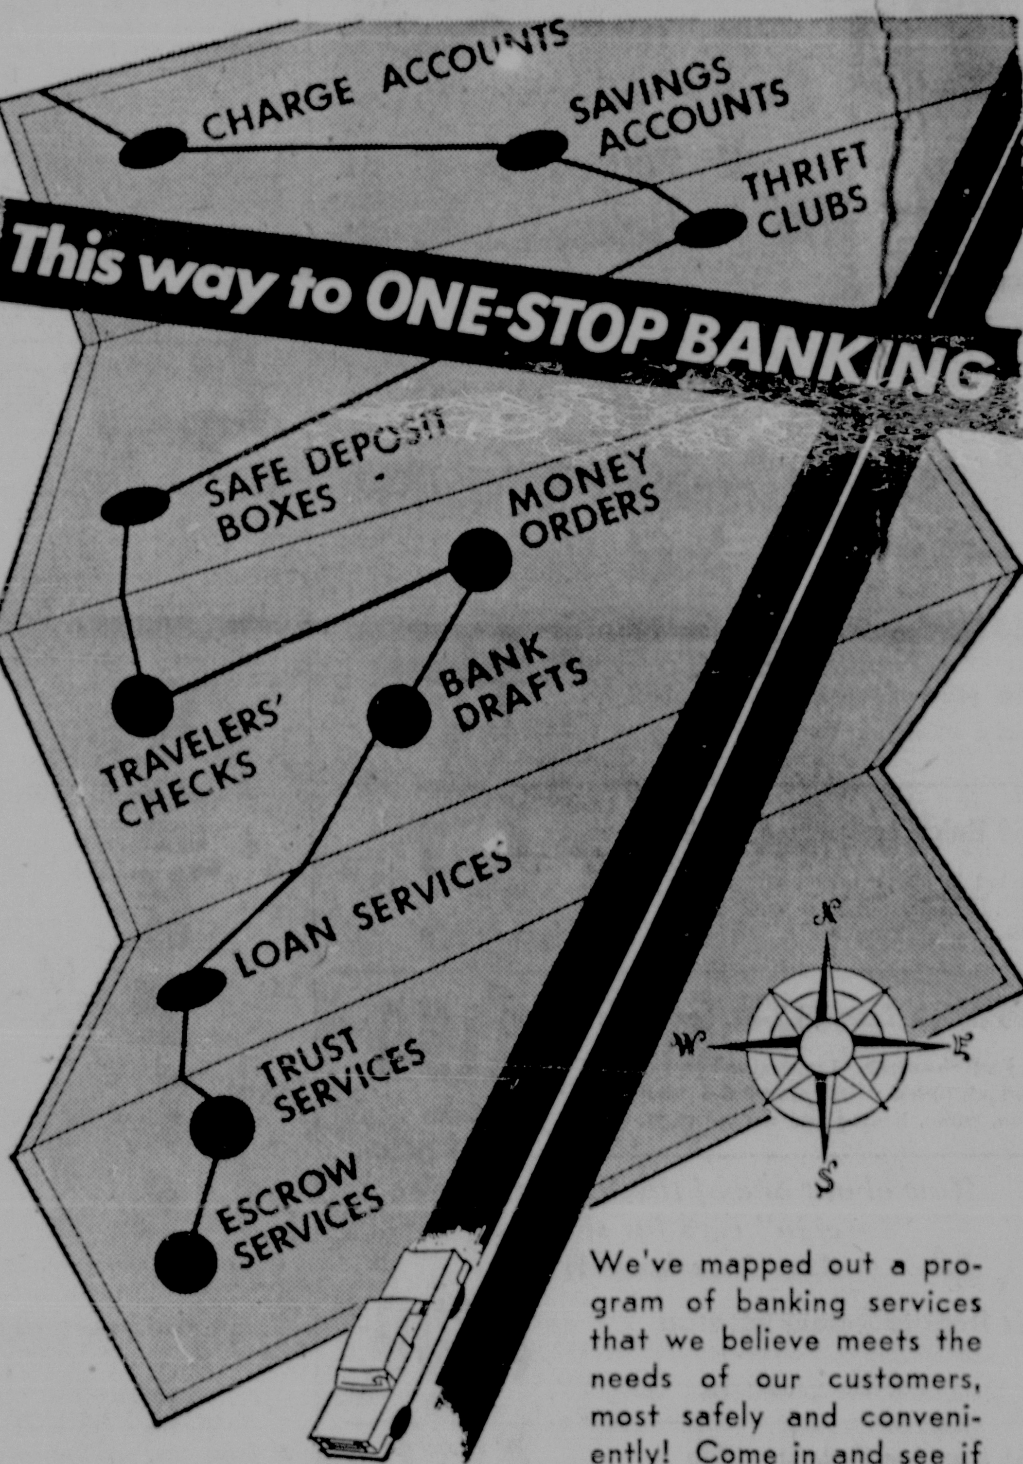 CHARGE ACCOUNTS
SAVINGS
ACCOUNTS
THRIFT
CLUBS
This way to ONE-STOP BANKING
SAFE DEPOSIT
BOXES
MONEY
ORDERS
BANK
DRAFTS
TRAVELERS'
CHECKS
LOAN SERVICES
TRUST
SERVICES
ESCROW
SERVICES
N
W
E
S
We've mapped out a pro-
gram of banking services
that we believe meets the
needs of our customers,
most safely and conveni-
ently! Come in and see if